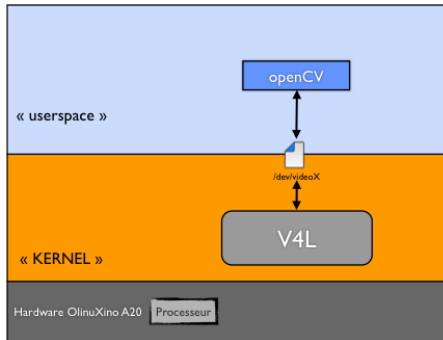 openCV
« userspace »
/dev/videoX
V4L
« KERNEL »
Hardware OlinuXino A20
Processeur